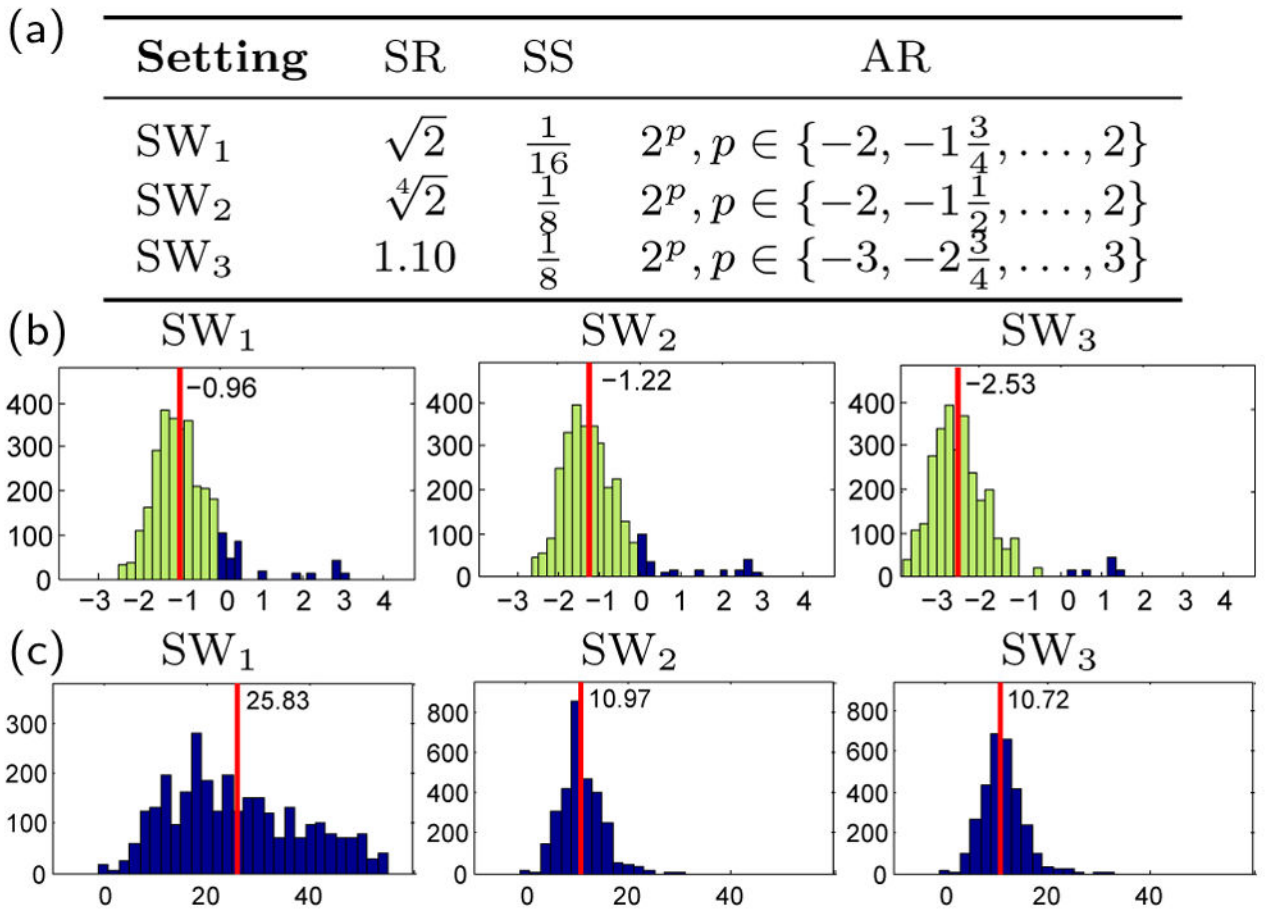 (a)
Setting SR SS AR
SW₁ √2 1/16 2ᵖ, p ∈ {−2, −1 3/4, . . . , 2}
SW₂ ∜2 1/8 2ᵖ, p ∈ {−2, −1 1/2, . . . , 2}
SW₃ 1.10 1/8 2ᵖ, p ∈ {−3, −2 3/4, . . . , 3}
(b) SW₁ SW₂ SW₃
−0.96 −1.22 −2.53
400 400 400
300 300 300
200 200 200
100 100 100
0 0 0
−3 −2 −1 0 1 2 3 4 −3 −2 −1 0 1 2 3 4 −3 −2 −1 0 1 2 3 4
(c) SW₁ SW₂ SW₃
25.83 10.97 10.72
300 800 800
200 600 600
100 400 400
0 200 200
0 0
0 20 40 0 20 40 0 20 40